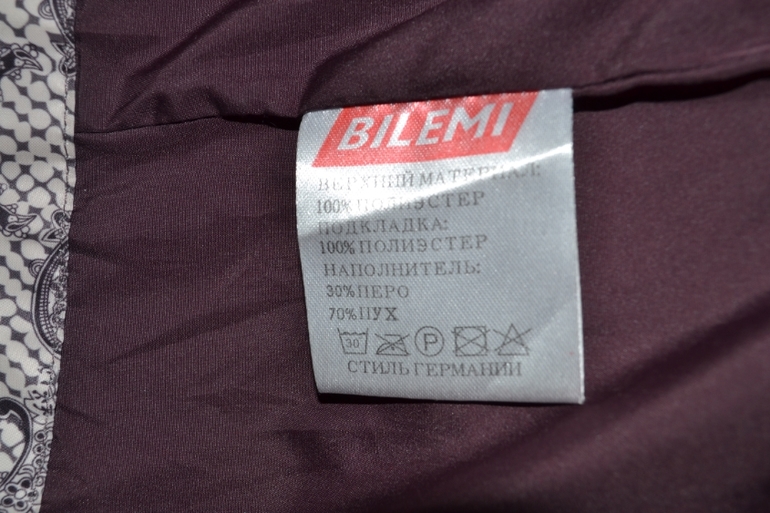 BILEMI
ВЕРХНИЙ МАТЕРИАЛ:
100% ПОЛИЭСТЕР
ПОДКЛАДКА:
100% ПОЛИЭСТЕР
НАПОЛНИТЕЛЬ:
30% ПЕРО
70% ПУХ
30 P
СТИЛЬ ГЕРМАНИИ